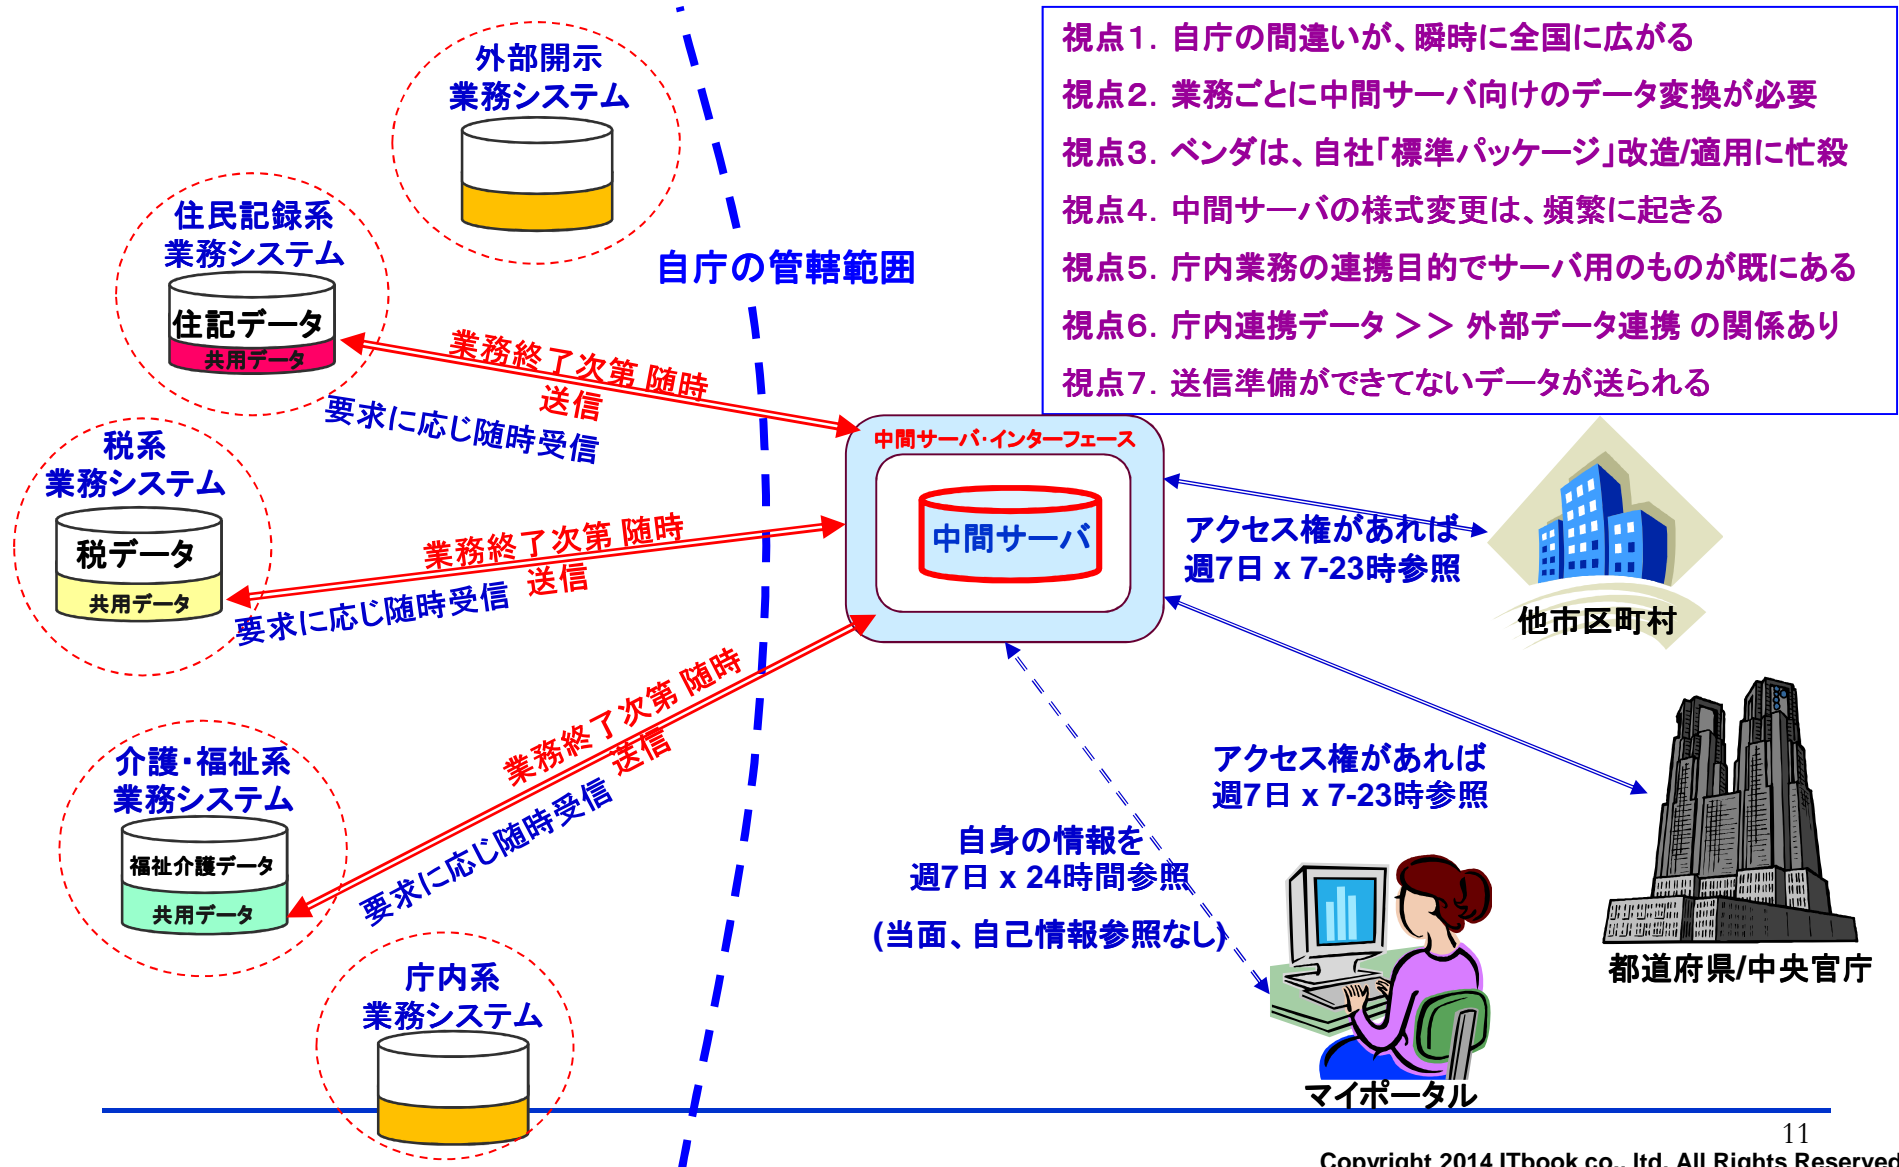 視点1．自庁の間違いが、瞬時に全国に広がる
視点2．業務ごとに中間サーバ向けのデータ変換が必要
視点3．ベンダは、自社「標準パッケージ」改造/適用に忙殺
視点4．中間サーバの様式変更は、頻繁に起きる
視点5．庁内業務の連携目的でサーバ用のものが既にある
視点6．庁内連携データ ＞＞ 外部データ連携 の関係あり
視点7．送信準備ができてないデータが送られる
外部開示
業務システム
住民記録系
業務システム
住記データ
共用データ
自庁の管轄範囲
業務終了次第 随時
送信
要求に応じ随時受信
税系
業務システム
税データ
共用データ
業務終了次第 随時
送信
要求に応じ随時受信
中間サーバ・インターフェース
中間サーバ
アクセス権があれば
週7日 x 7-23時参照
他市区町村
介護・福祉系
業務システム
福祉介護データ
共用データ
業務終了次第 随時
送信
要求に応じ随時受信
アクセス権があれば
週7日 x 7-23時参照
自身の情報を
週7日 x 24時間参照
(当面、自己情報参照なし)
都道府県/中央官庁
庁内系
業務システム
マイポータル
11
Copyright 2014 ITbook co., ltd. All Rights Reserved